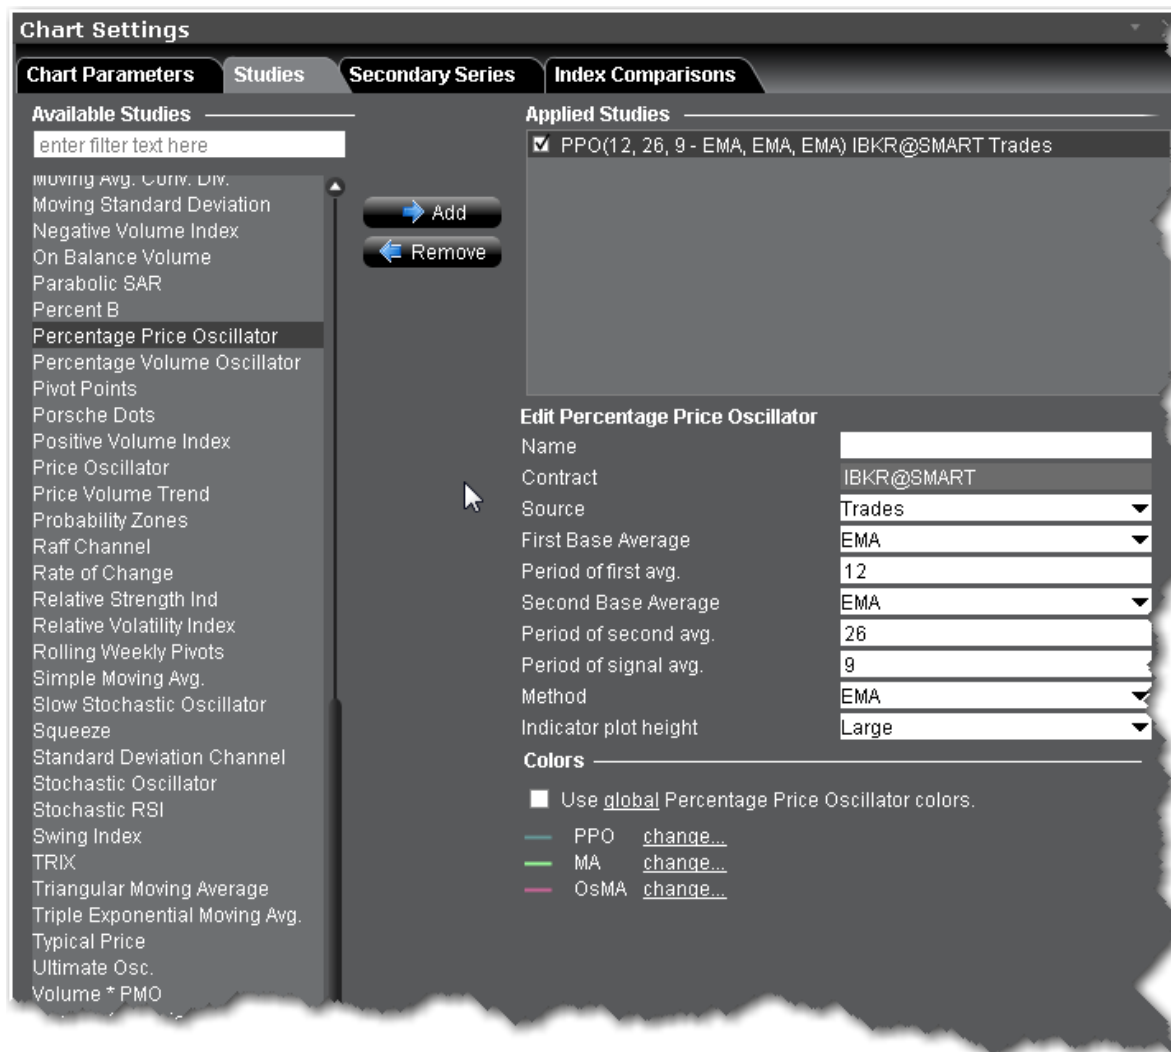 Chart Settings
Chart Parameters
Studies
Secondary Series
Index Comparisons
Available Studies
enter filter text here
Moving Avg. Conv. Div.
Moving Standard Deviation
Negative Volume Index
On Balance Volume
Parabolic SAR
Percent B
Percentage Price Oscillator
Percentage Volume Oscillator
Pivot Points
Porsche Dots
Positive Volume Index
Price Oscillator
Price Volume Trend
Probability Zones
Raff Channel
Rate of Change
Relative Strength Ind
Relative Volatility Index
Rolling Weekly Pivots
Simple Moving Avg.
Slow Stochastic Oscillator
Squeeze
Standard Deviation Channel
Stochastic Oscillator
Stochastic RSI
Swing Index
TRIX
Triangular Moving Average
Triple Exponential Moving Avg.
Typical Price
Ultimate Osc.
Volume * PMO
Add
Remove
Applied Studies
PPO(12, 26, 9 - EMA, EMA, EMA) IBKR@SMART Trades
Edit Percentage Price Oscillator
Name
Contract IBKR@SMART
Source Trades
First Base Average EMA
Period of first avg. 12
Second Base Average EMA
Period of second avg. 26
Period of signal avg. 9
Method EMA
Indicator plot height Large
Colors
Use global Percentage Price Oscillator colors.
PPO change...
MA change...
OsMA change...